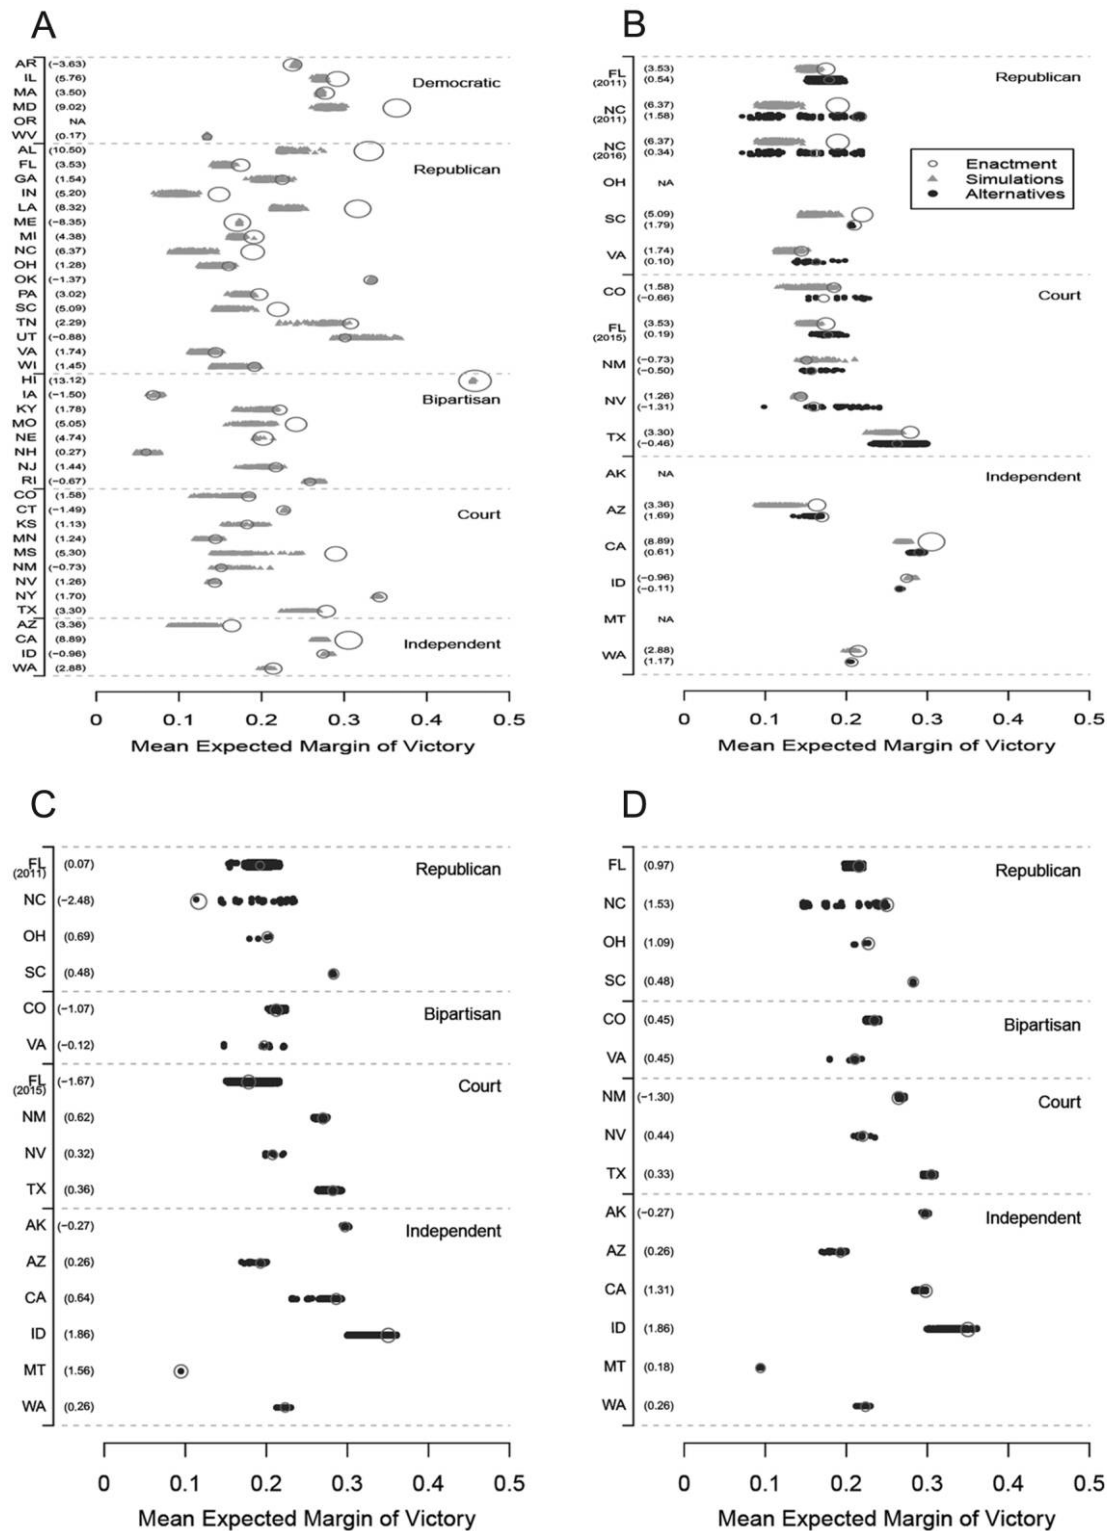 A
AR (−3.63)
Democratic
IL (5.76)
MA (3.50)
MD (9.02)
OR NA
WV (0.17)
AL (10.50)
Republican
FL (3.53)
GA (1.54)
IN (5.20)
LA (8.32)
ME (−8.35)
MI (4.38)
NC (6.37)
OH (1.28)
OK (−1.37)
PA (3.02)
SC (5.09)
TN (2.29)
UT (−0.88)
VA (1.74)
WI (1.45)
HI (13.12)
Bipartisan
IA (−1.50)
KY (1.78)
MO (5.05)
NE (4.74)
NH (0.27)
NJ (1.44)
RI (−0.67)
CO (1.58)
Court
CT (−1.49)
KS (1.13)
MN (1.24)
MS (5.30)
NM (−0.73)
NV (1.26)
NY (1.70)
TX (3.30)
AZ (3.36)
Independent
CA (8.89)
ID (−0.96)
WA (2.88)
0 0.1 0.2 0.3 0.4 0.5
Mean Expected Margin of Victory
B
Republican
FL (2011) (3.53) (0.54)
NC (2011) (6.37) (1.58)
NC (2016) (6.37) (0.34)
Enactment
Simulations
Alternatives
OH NA
SC (5.09) (1.79)
VA (1.74) (0.10)
Court
CO (1.58) (−0.66)
FL (2015) (3.53) (0.19)
NM (−0.73) (−0.50)
NV (1.26) (−1.31)
TX (3.30) (−0.46)
Independent
AK NA
AZ (3.36) (1.69)
CA (8.89) (0.61)
ID (−0.96) (−0.11)
MT NA
WA (2.88) (1.17)
0 0.1 0.2 0.3 0.4 0.5
Mean Expected Margin of Victory
C
FL (2011) (0.07)
Republican
NC (−2.48)
OH (0.69)
SC (0.48)
CO (−1.07)
Bipartisan
VA (−0.12)
FL (2015) (−1.67)
Court
NM (0.62)
NV (0.32)
TX (0.36)
AK (−0.27)
Independent
AZ (0.26)
CA (0.64)
ID (1.86)
MT (1.56)
WA (0.26)
0 0.1 0.2 0.3 0.4 0.5
Mean Expected Margin of Victory
D
FL (0.97)
Republican
NC (1.53)
OH (1.09)
SC (0.48)
CO (0.45)
Bipartisan
VA (0.45)
NM (−1.30)
Court
NV (0.44)
TX (0.33)
AK (−0.27)
Independent
AZ (0.26)
CA (1.31)
ID (1.86)
MT (0.18)
WA (0.26)
0 0.1 0.2 0.3 0.4 0.5
Mean Expected Margin of Victory